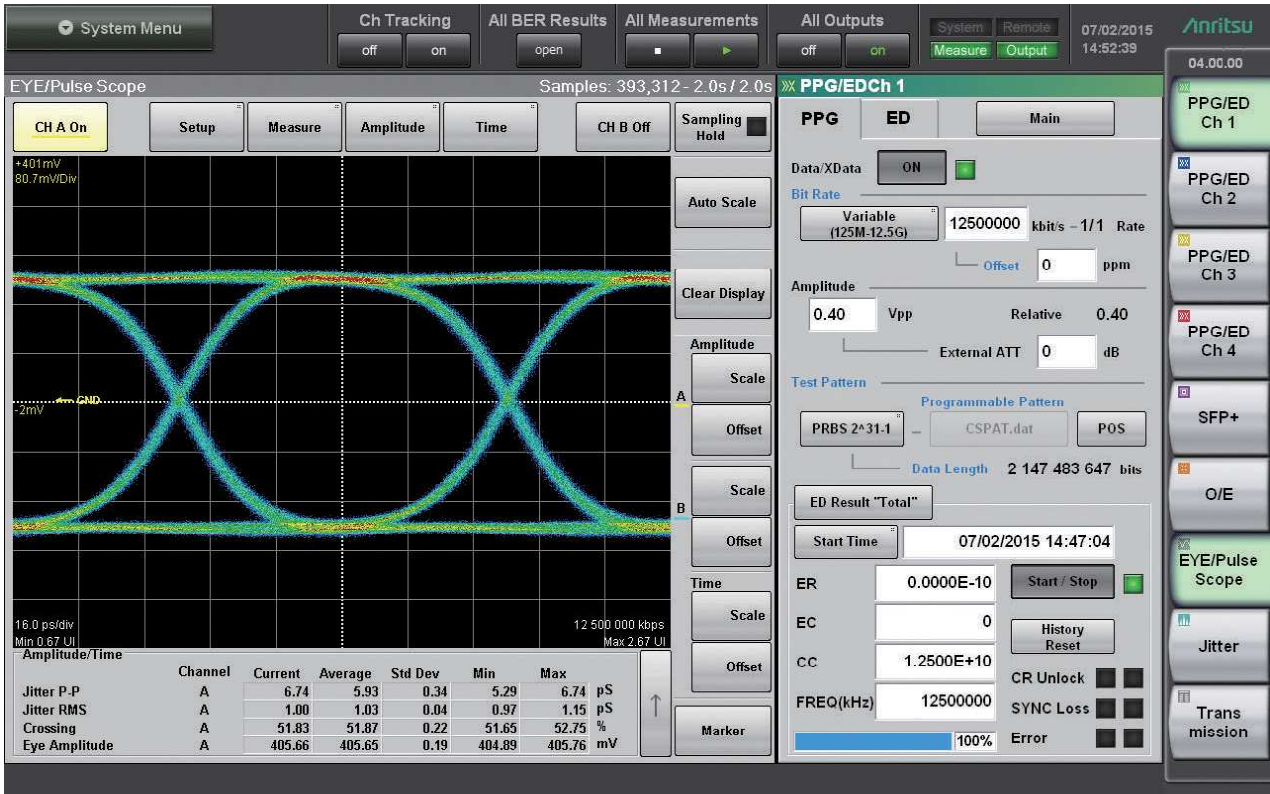 System Menu
Ch Tracking
off on
All BER Results
open
All Measurements
All Outputs
off on
System Remote
Measure Output
07/02/2015
14:52:39
Anritsu
04.00.00
EYE/Pulse Scope
Samples: 393,312 - 2.0s / 2.0s
CH A On
Setup
Measure
Amplitude
Time
CH B Off
Sampling
Hold
+401mV
80.7mV/Div
GND
-2mV
16.0 ps/div
Min 0.67 UI
12 500 000 kbps
Max 2.67 UI
Auto Scale
Clear Display
Amplitude
A
Scale
Offset
B
Scale
Offset
Time
Scale
Offset
Marker
Amplitude/Time
Channel Current Average Std Dev Min Max
Jitter P-P A 6.74 5.93 0.34 5.29 6.74 pS
Jitter RMS A 1.00 1.03 0.04 0.97 1.15 pS
Crossing A 51.83 51.87 0.22 51.65 52.75 %
Eye Amplitude A 405.66 405.65 0.19 404.89 405.76 mV
PPG/EDCh 1
PPG ED Main
Data/XData ON
Bit Rate
Variable
(125M-12.5G)
12500000 kbit/s - 1/1 Rate
Offset 0 ppm
Amplitude
0.40 Vpp Relative 0.40
External ATT 0 dB
Test Pattern
Programmable Pattern
PRBS 2^31-1 - CSPAT.dat POS
Data Length 2 147 483 647 bits
ED Result "Total"
Start Time 07/02/2015 14:47:04
ER 0.0000E-10 Start / Stop
EC 0
History
Reset
CC 1.2500E+10
CR Unlock
FREQ(kHz) 12500000
SYNC Loss
100%
Error
PPG/ED
Ch 1
PPG/ED
Ch 2
PPG/ED
Ch 3
PPG/ED
Ch 4
SFP+
O/E
EYE/Pulse
Scope
Jitter
Trans
mission